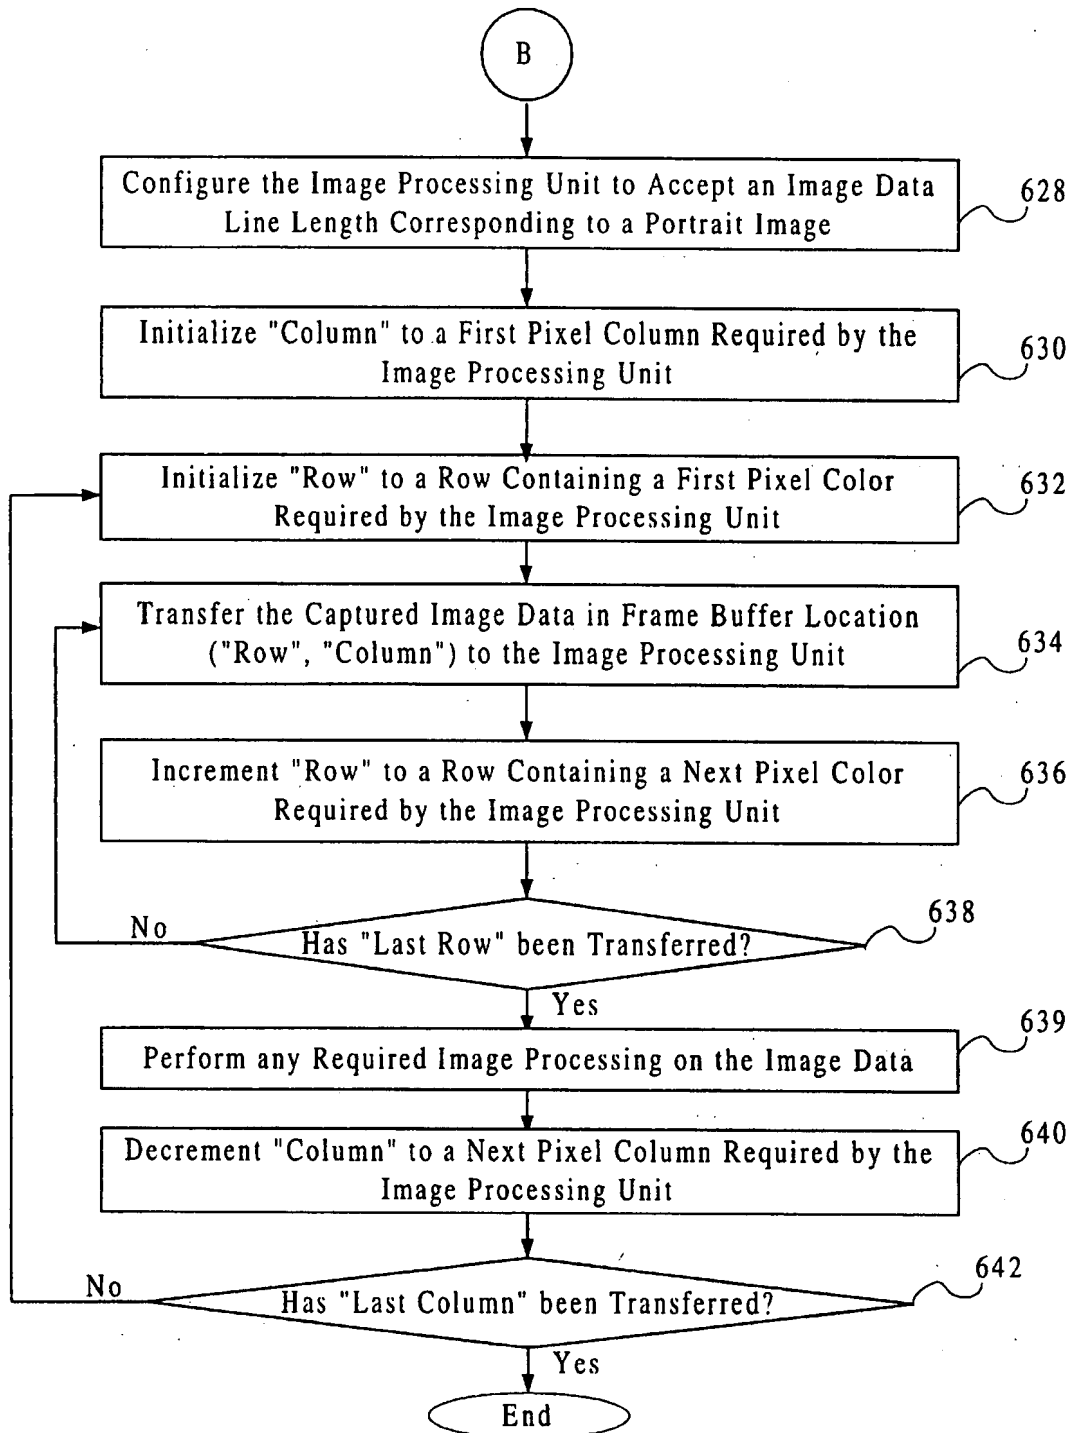 B
Configure the Image Processing Unit to Accept an Image Data
Line Length Corresponding to a Portrait Image
628
Initialize "Column" to a First Pixel Column Required by the
Image Processing Unit
630
Initialize "Row" to a Row Containing a First Pixel Color
Required by the Image Processing Unit
632
Transfer the Captured Image Data in Frame Buffer Location
("Row", "Column") to the Image Processing Unit
634
Increment "Row" to a Row Containing a Next Pixel Color
Required by the Image Processing Unit
636
No
Has "Last Row" been Transferred?
638
Yes
Perform any Required Image Processing on the Image Data
639
Decrement "Column" to a Next Pixel Column Required by the
Image Processing Unit
640
No
Has "Last Column" been Transferred?
642
Yes
End